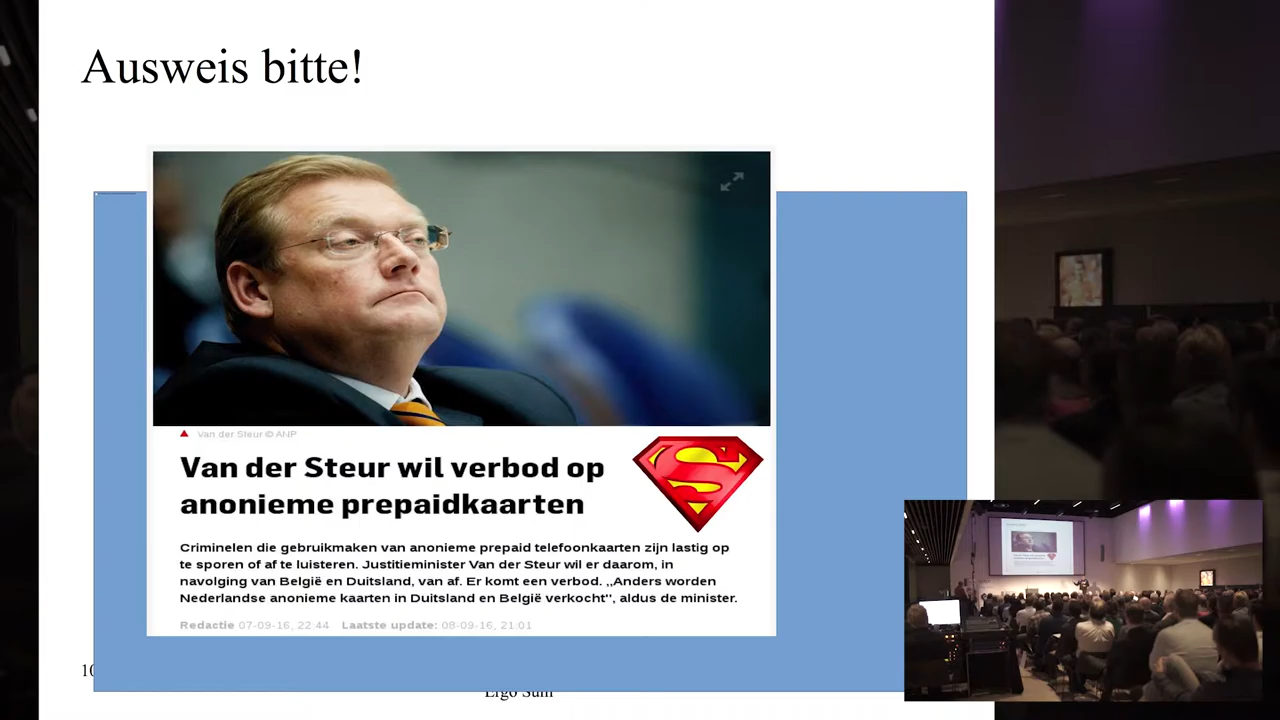 Ausweis bitte!
Van der Steur © ANP
Van der Steur wil verbod op
anonieme prepaidkaarten
S
Criminelen die gebruikmaken van anonieme prepaid telefoonkaarten zijn lastig op
te sporen of af te luisteren. Justitieminister Van der Steur wil er daarom, in
navolging van België en Duitsland, van af. Er komt een verbod. ,,Anders worden
Nederlandse anonieme kaarten in Duitsland en België verkocht'', aldus de minister.
Redactie 07-09-16, 22:44 Laatste update: 08-09-16, 21:01
10
Ergo Sum